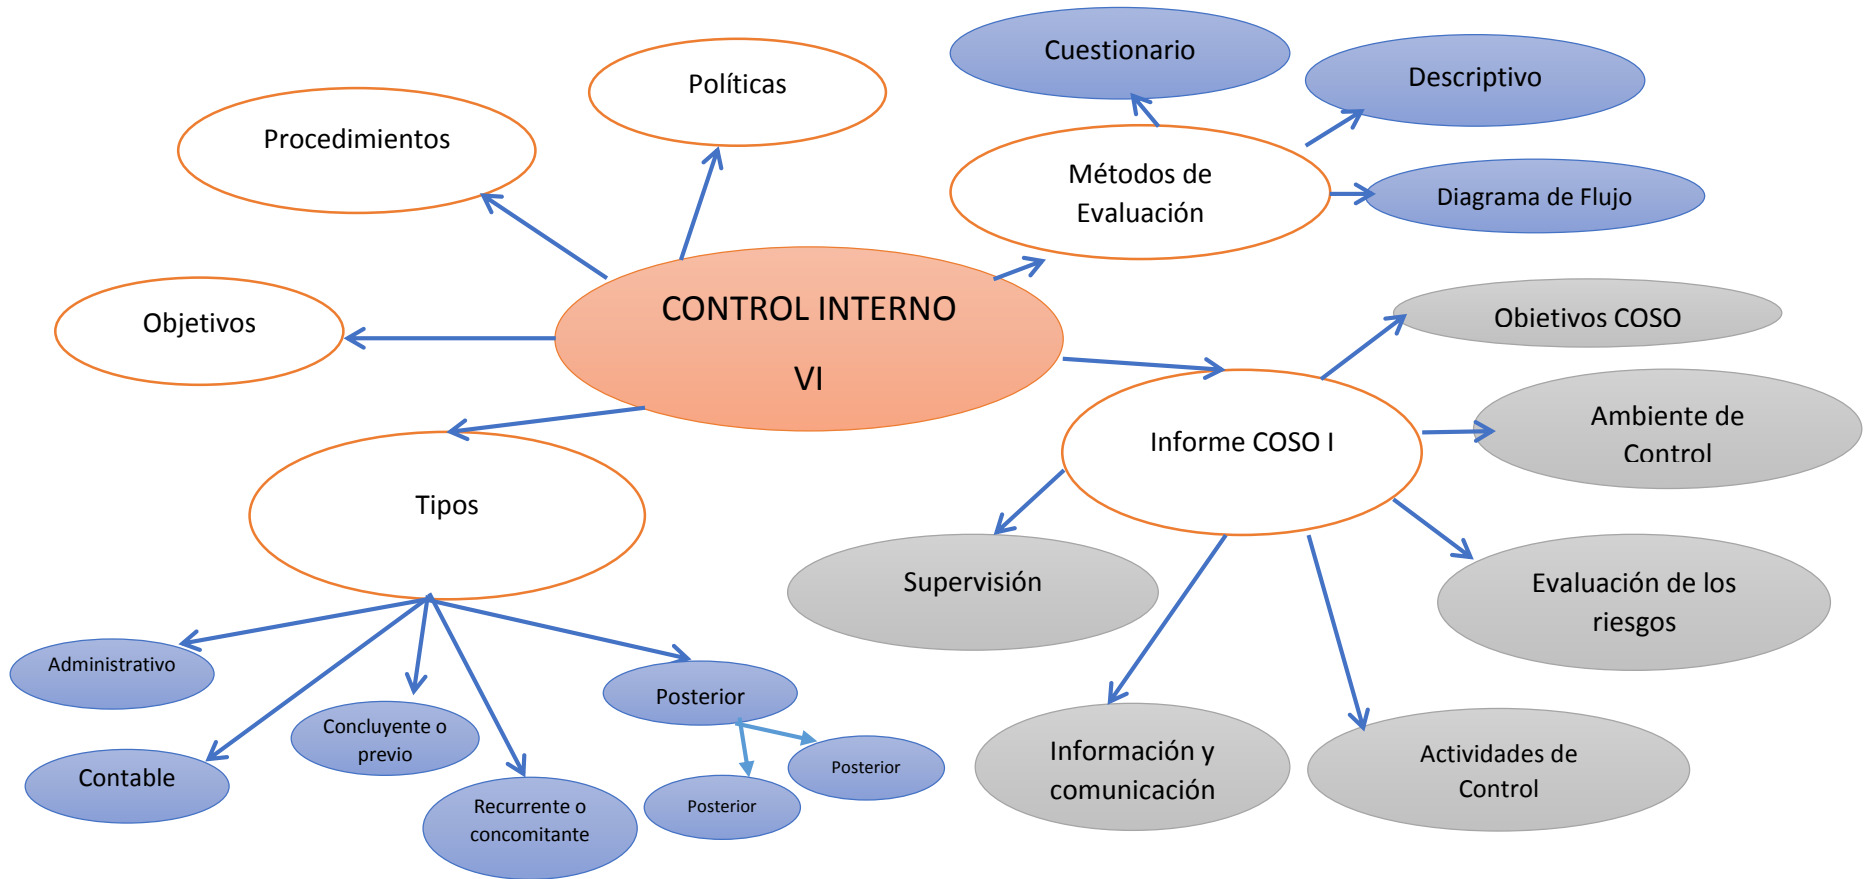 Cuestionario
Descriptivo
Políticas
Procedimientos
Métodos de
Evaluación
Diagrama de Flujo
CONTROL INTERNO
VI
Objetivos
Objetivos COSO
Ambiente de
Control
Informe COSO I
Tipos
Supervisión
Evaluación de los
riesgos
Administrativo
Posterior
Concluyente o
previo
Contable
Posterior
Posterior
Recurrente o
concomitante
Información y
comunicación
Actividades de
Control